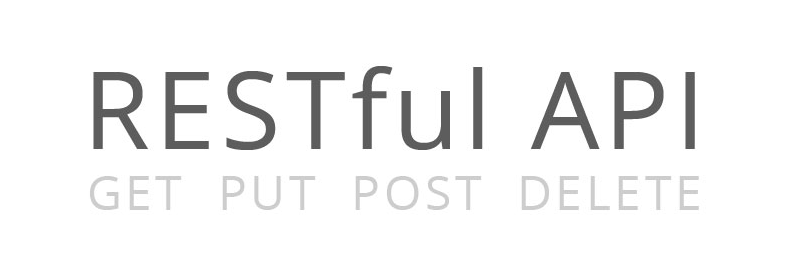 RESTful API
GET PUT POST DELETE